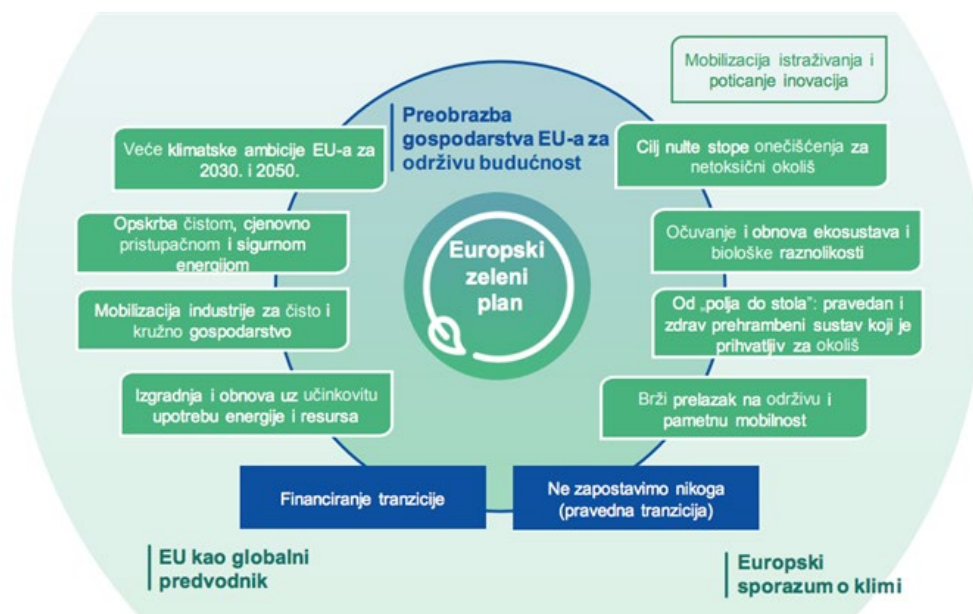 Mobilizacija istraživanja i
poticanje inovacija
Preobrazba
gospodarstva EU-a za
održivu budućnost
Veće klimatske ambicije EU-a za
2030. i 2050.
Cilj nulte stope onečišćenja za
netoksični okoliš
Opskrba čistom, cjenovno
pristupačnom i sigurnom
energijom
Očuvanje i obnova ekosustava i
biološke raznolikosti
Europski
zeleni
plan
Mobilizacija industrije za čisto i
kružno gospodarstvo
Od „polja do stola”: pravedan i
zdrav prehrambeni sustav koji je
prihvatljiv za okoliš
Izgradnja i obnova uz učinkovitu
upotrebu energije i resursa
Brži prelazak na održivu i
pametnu mobilnost
Financiranje tranzicije
Ne zapostavimo nikoga
(pravedna tranzicija)
EU kao globalni
predvodnik
Europski
sporazum o klimi